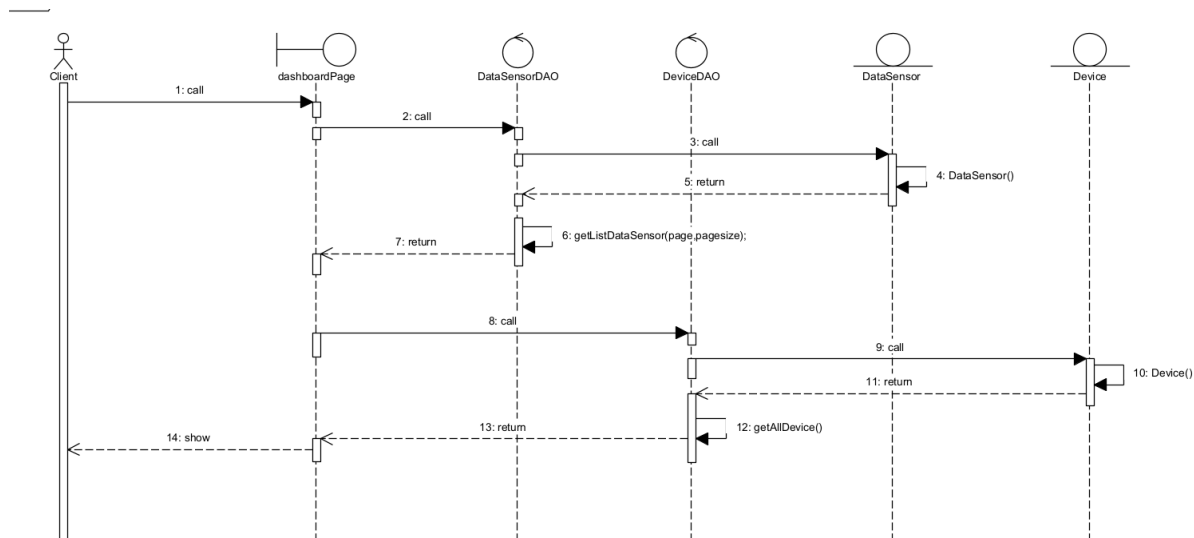 Client
dashboardPage
DataSensorDAO
DeviceDAO
DataSensor
Device
1: call
2: call
3: call
4: DataSensor()
5: return
6: getListDataSensor(page,pagesize);
7: return
8: call
9: call
10: Device()
11: return
12: getAllDevice()
13: return
14: show